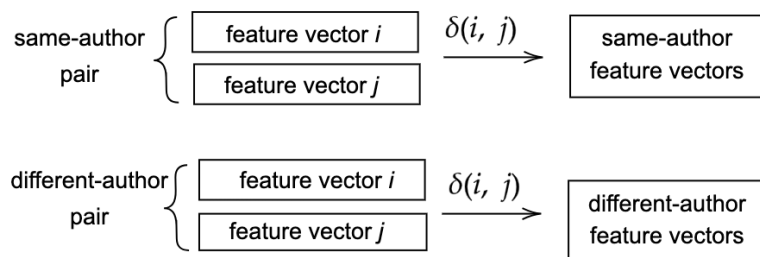 same-author
pair
feature vector i
feature vector j
δ(i, j)
same-author
feature vectors
different-author
pair
feature vector i
feature vector j
δ(i, j)
different-author
feature vectors